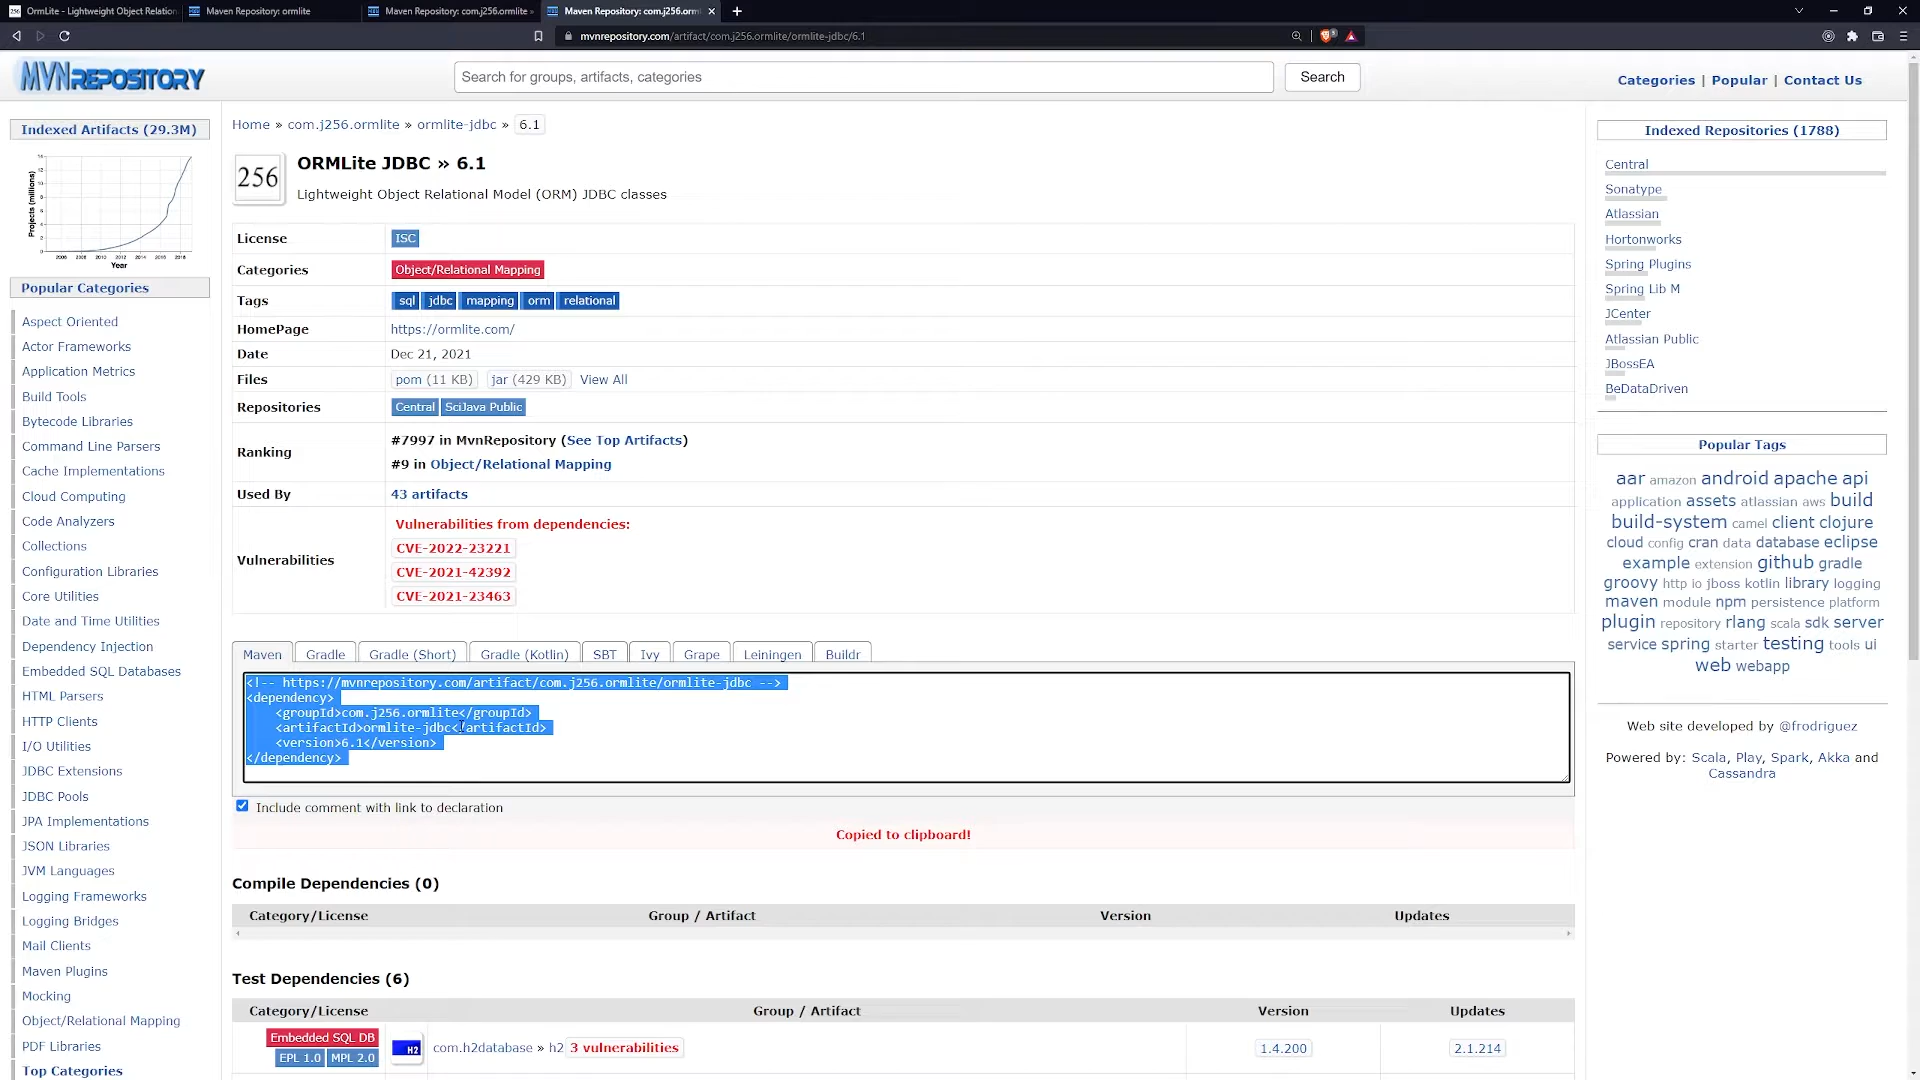 OrmLite - Lightweight Object Relation
Maven Repository: ormlite
Maven Repository: com.j256.ormlite »
Maven Repository: com.j256.orm
mvnrepository.com/artifact/com.j256.ormlite/ormlite-jdbc/6.1
MVNREPOSITORY
Search for groups, artifacts, categories
Search
Categories | Popular | Contact Us
Indexed Artifacts (29.3M)
Projects (millions)
2006 2008 2010 2012 2014 2016 2018
Year
Popular Categories
Aspect Oriented
Actor Frameworks
Application Metrics
Build Tools
Bytecode Libraries
Command Line Parsers
Cache Implementations
Cloud Computing
Code Analyzers
Collections
Configuration Libraries
Core Utilities
Date and Time Utilities
Dependency Injection
Embedded SQL Databases
HTML Parsers
HTTP Clients
I/O Utilities
JDBC Extensions
JDBC Pools
JPA Implementations
JSON Libraries
JVM Languages
Logging Frameworks
Logging Bridges
Mail Clients
Maven Plugins
Mocking
Object/Relational Mapping
PDF Libraries
Top Categories
Home » com.j256.ormlite » ormlite-jdbc » 6.1
256
ORMLite JDBC » 6.1
Lightweight Object Relational Model (ORM) JDBC classes
License ISC
Categories Object/Relational Mapping
Tags sql jdbc mapping orm relational
HomePage https://ormlite.com/
Date Dec 21, 2021
Files pom (11 KB) jar (429 KB) View All
Repositories Central SciJava Public
Ranking #7997 in MvnRepository (See Top Artifacts)
#9 in Object/Relational Mapping
Used By 43 artifacts
Vulnerabilities Vulnerabilities from dependencies:
CVE-2022-23221
CVE-2021-42392
CVE-2021-23463
Maven Gradle Gradle (Short) Gradle (Kotlin) SBT Ivy Grape Leiningen Buildr
<!-- https://mvnrepository.com/artifact/com.j256.ormlite/ormlite-jdbc -->
<dependency>
<groupId>com.j256.ormlite</groupId>
<artifactId>ormlite-jdbc</artifactId>
<version>6.1</version>
</dependency>
Include comment with link to declaration
Copied to clipboard!
Compile Dependencies (0)
Category/License Group / Artifact Version Updates
Test Dependencies (6)
Category/License Group / Artifact Version Updates
Embedded SQL DB
EPL 1.0 MPL 2.0
H2
com.h2database » h2 3 vulnerabilities 1.4.200 2.1.214
Indexed Repositories (1788)
Central
Sonatype
Atlassian
Hortonworks
Spring Plugins
Spring Lib M
JCenter
Atlassian Public
JBossEA
BeDataDriven
Popular Tags
aar amazon android apache api
application assets atlassian aws build
build-system camel client clojure
cloud config cran data database eclipse
example extension github gradle
groovy http io jboss kotlin library logging
maven module npm persistence platform
plugin repository rlang scala sdk server
service spring starter testing tools ui
web webapp
Web site developed by @frodriguez
Powered by: Scala, Play, Spark, Akka and
Cassandra